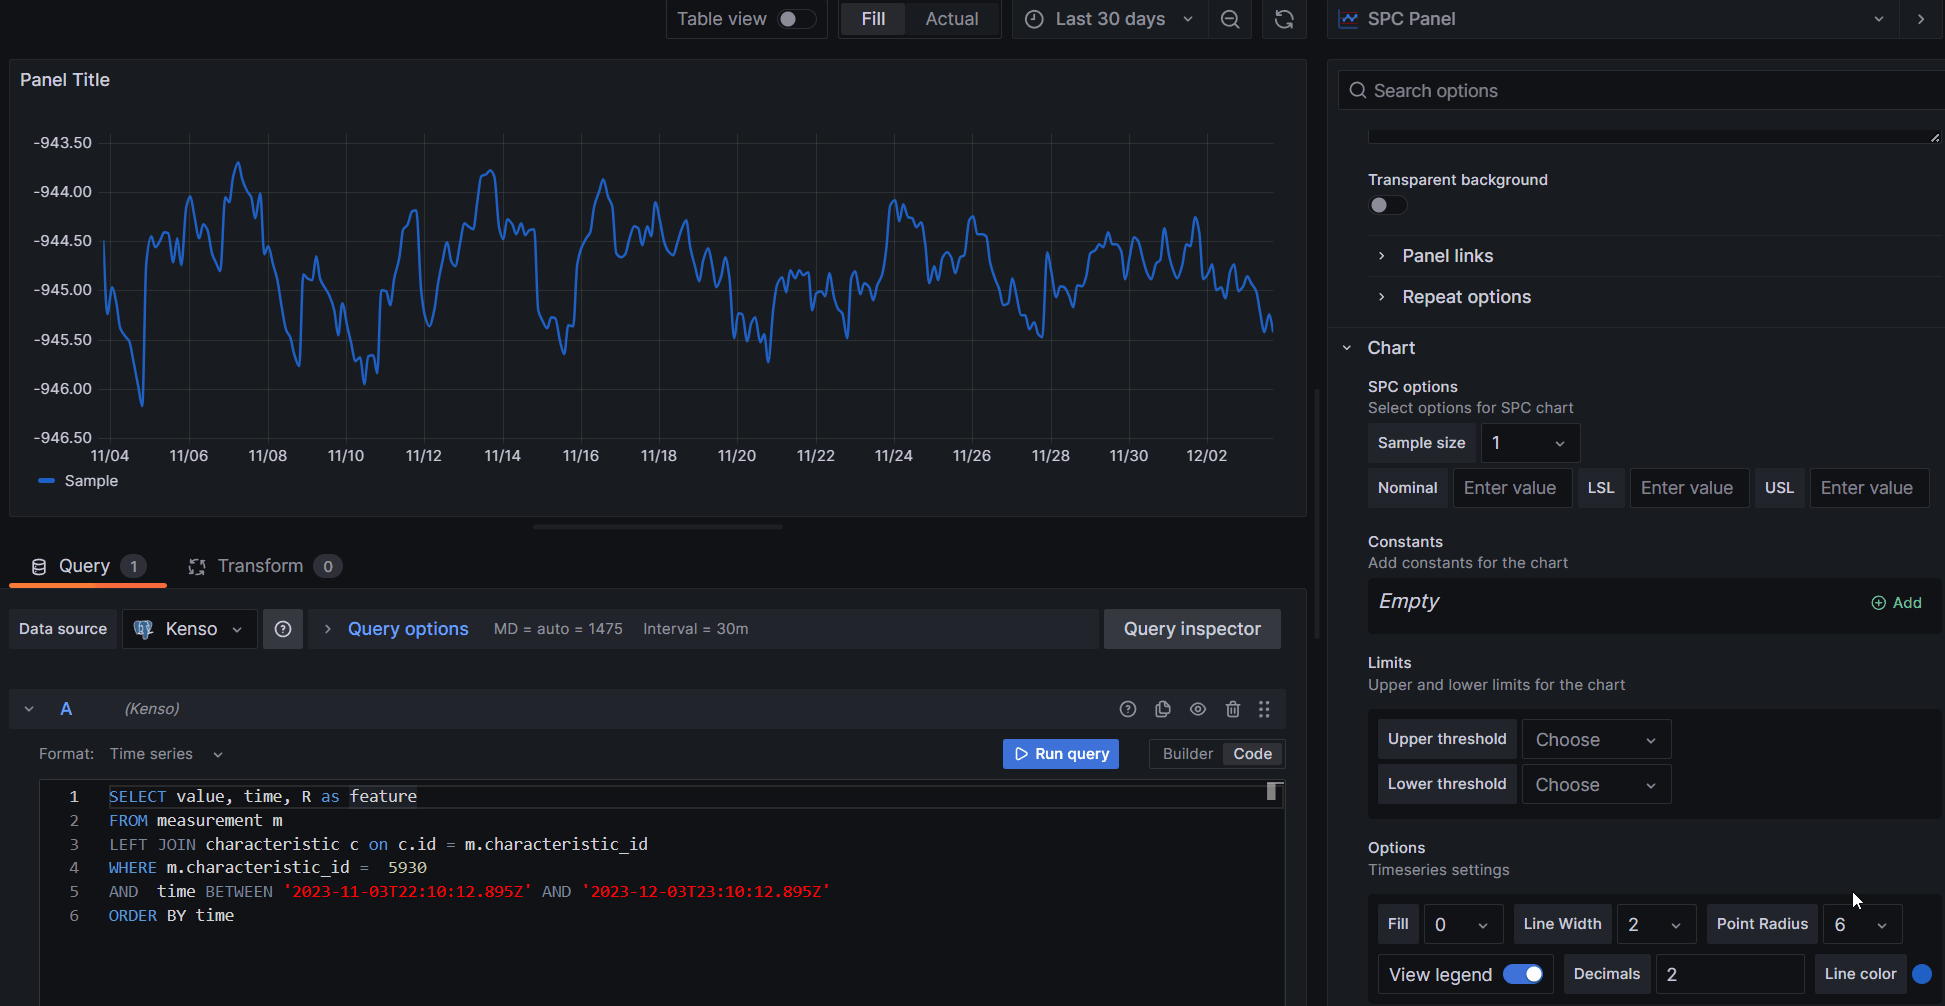 Table view Fill Actual Last 30 days SPC Panel
Panel Title
Search options
-943.50
-944.00
-944.50
-945.00
-945.50
-946.00
-946.50
11/04 11/06 11/08 11/10 11/12 11/14 11/16 11/18 11/20 11/22 11/24 11/26 11/28 11/30 12/02
Sample
Transparent background
Panel links
Repeat options
Chart
SPC options
Select options for SPC chart
Sample size 1
Nominal Enter value LSL Enter value USL Enter value
Constants
Add constants for the chart
Empty Add
Limits
Upper and lower limits for the chart
Upper threshold Choose
Lower threshold Choose
Options
Timeseries settings
Fill 0 Line Width 2 Point Radius 6
View legend Decimals 2 Line color
Query 1 Transform 0
Data source Kenso Query options MD = auto = 1475 Interval = 30m Query inspector
A (Kenso)
Format: Time series Run query Builder Code
1 SELECT value, time, R as feature
2 FROM measurement m
3 LEFT JOIN characteristic c on c.id = m.characteristic_id
4 WHERE m.characteristic_id = 5930
5 AND time BETWEEN '2023-11-03T22:10:12.895Z' AND '2023-12-03T23:10:12.895Z'
6 ORDER BY time